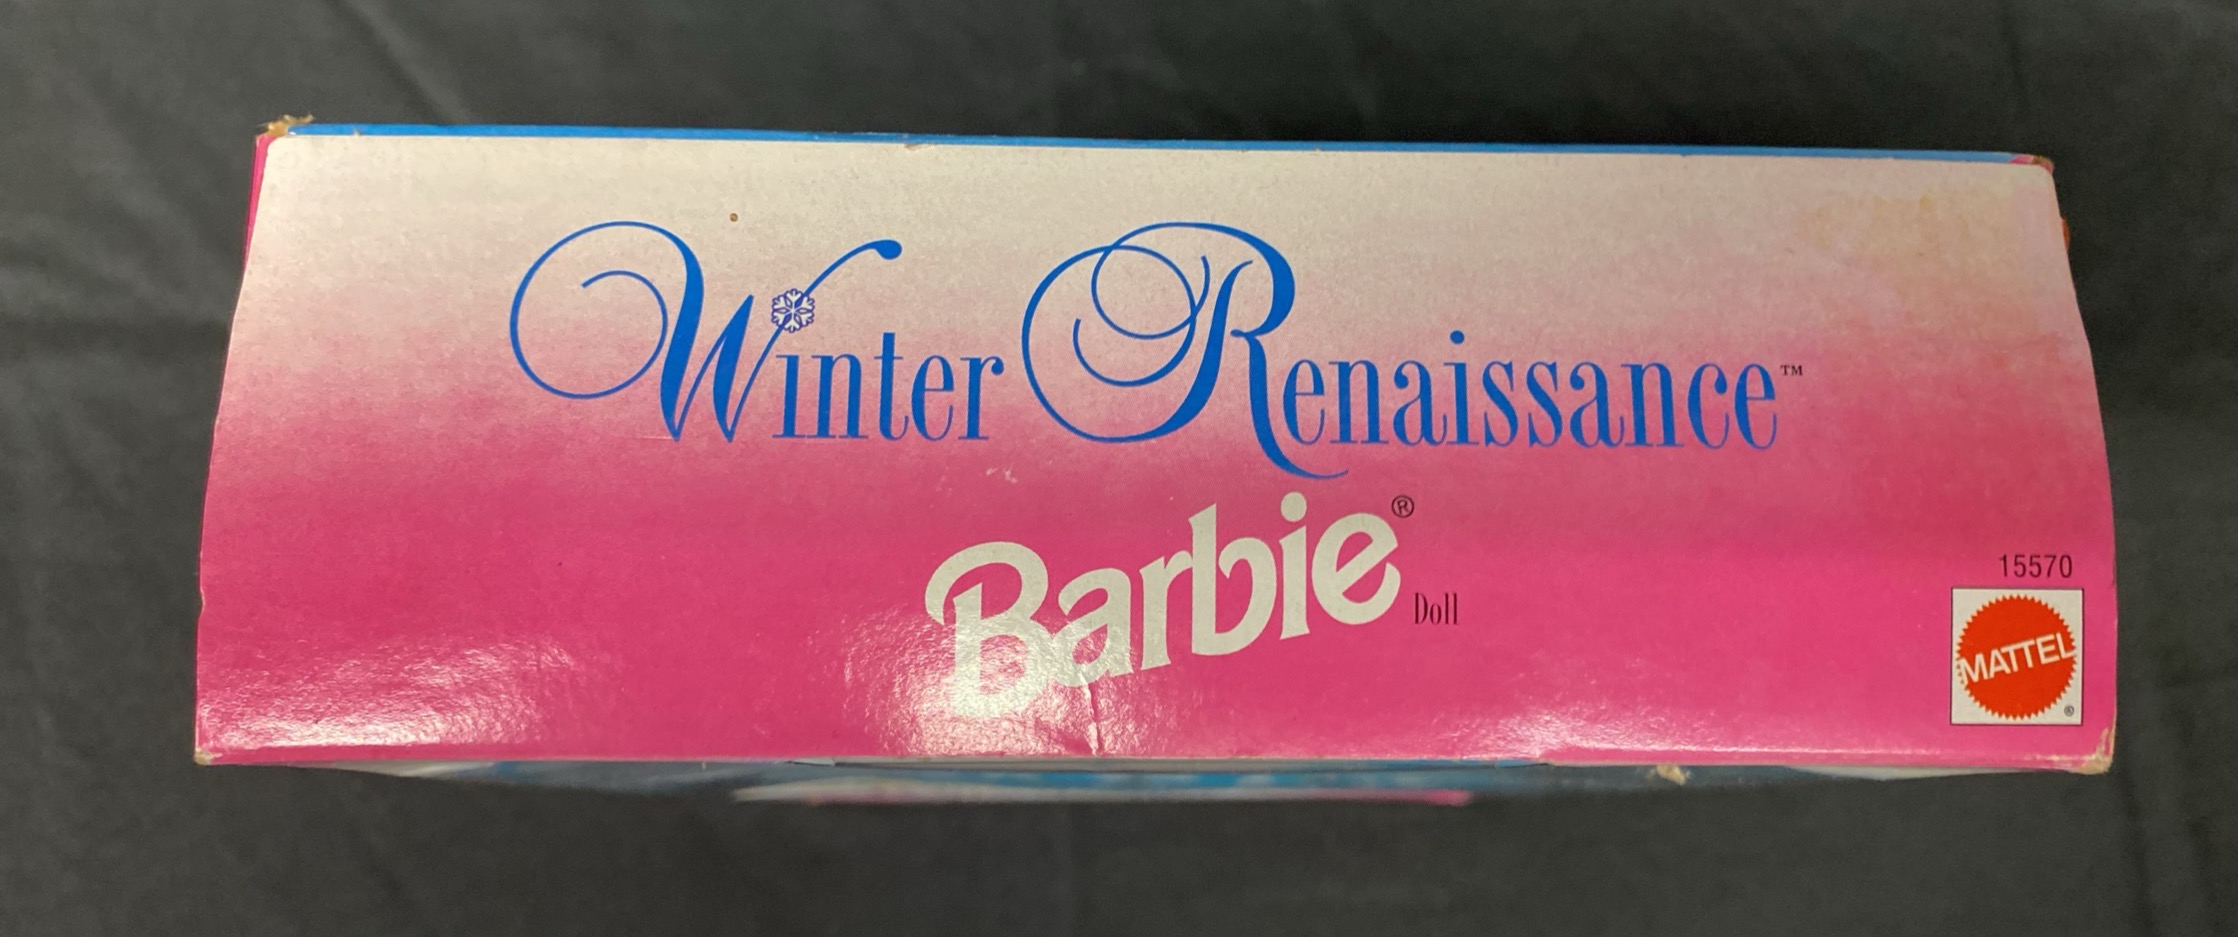 Winter Renaissance™
Barbie®
Doll
15570
MATTEL
®